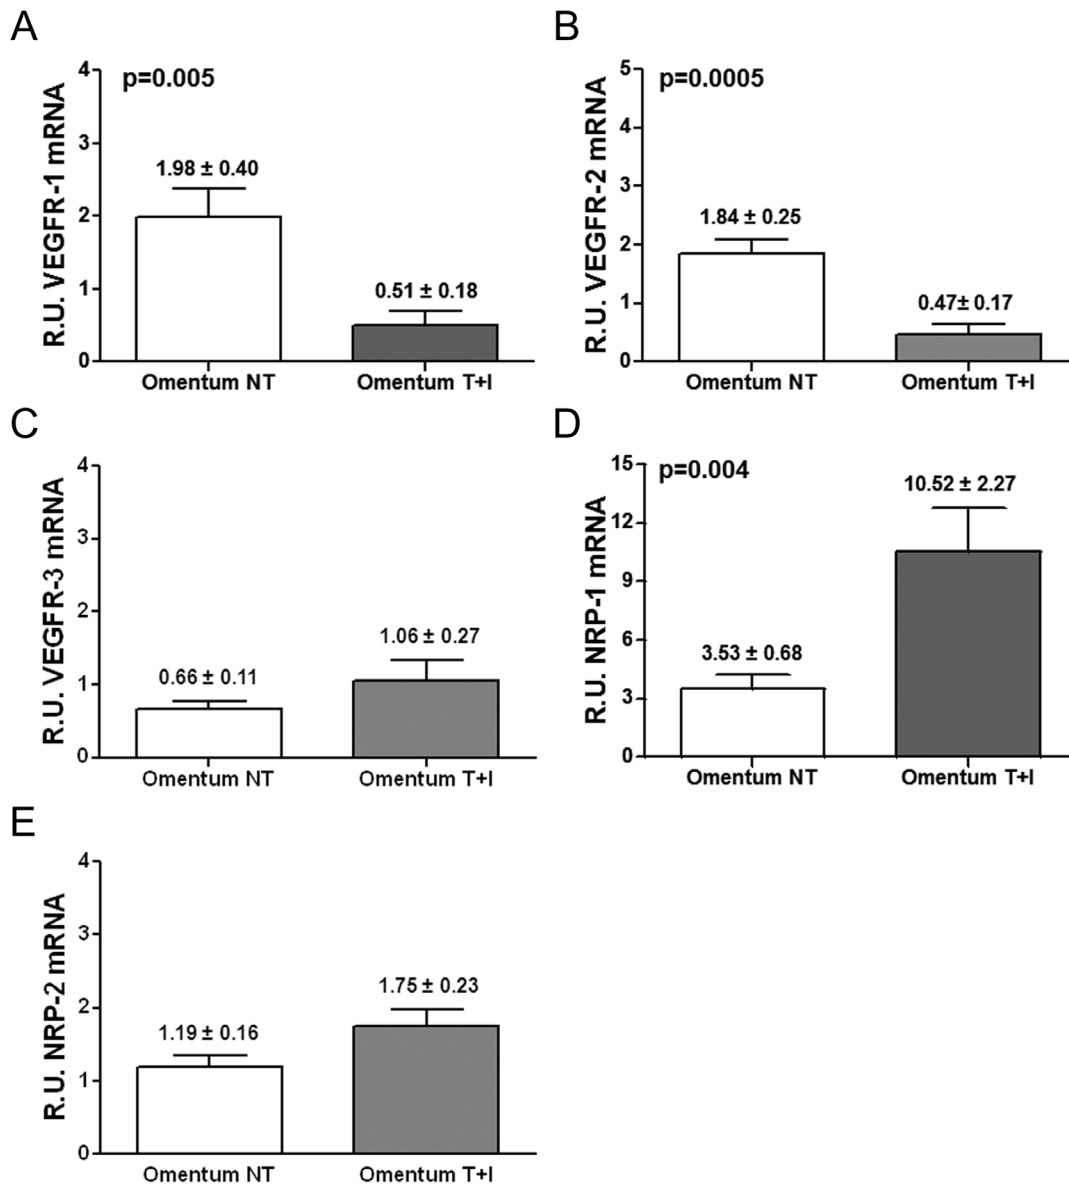 A
R.U. VEGFR-1 mRNA
p=0.005
4
3
2
1
0
1.98 ± 0.40
0.51 ± 0.18
Omentum NT
Omentum T+I
B
R.U. VEGFR-2 mRNA
p=0.0005
5
4
3
2
1
0
1.84 ± 0.25
0.47± 0.17
Omentum NT
Omentum T+I
C
R.U. VEGFR-3 mRNA
4
3
2
1
0
0.66 ± 0.11
1.06 ± 0.27
Omentum NT
Omentum T+I
D
R.U. NRP-1 mRNA
p=0.004
15
12
9
6
3
0
3.53 ± 0.68
10.52 ± 2.27
Omentum NT
Omentum T+I
E
R.U. NRP-2 mRNA
4
3
2
1
0
1.19 ± 0.16
1.75 ± 0.23
Omentum NT
Omentum T+I